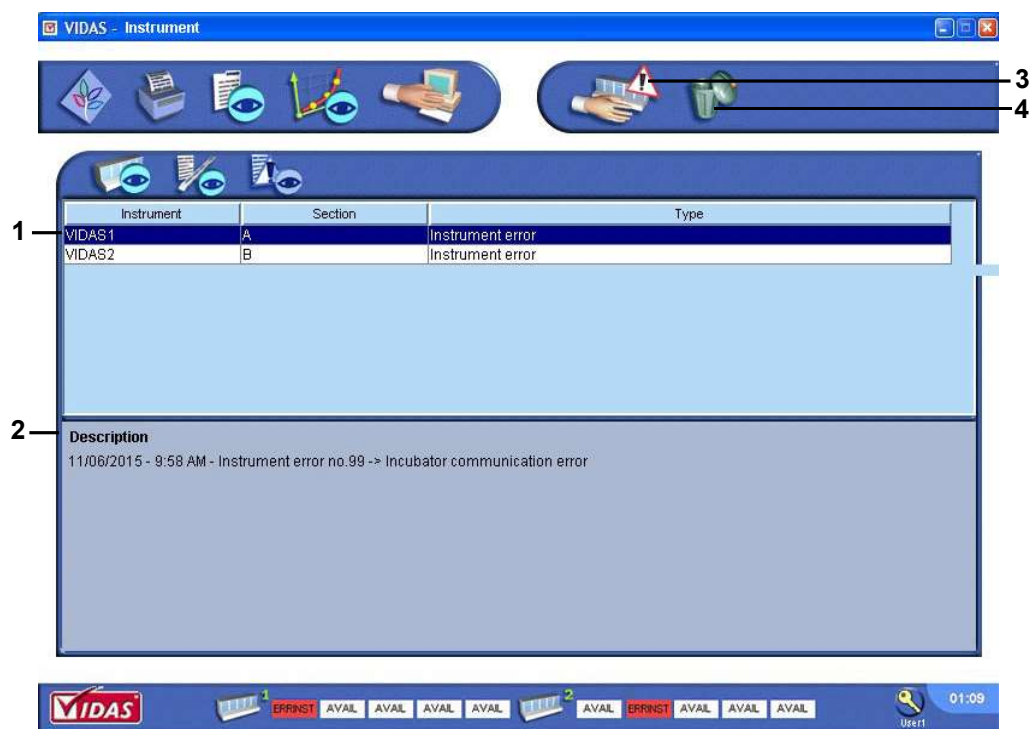 VIDAS - Instrument
3
4
Instrument Section Type
1
VIDAS1 A Instrument error
VIDAS2 B Instrument error
2
Description
11/06/2015 - 9:58 AM - Instrument error no.99 -> Incubator communication error
VIDAS 1 ERRINST AVAIL AVAIL AVAIL AVAIL 2 AVAIL ERRINST AVAIL AVAIL AVAIL 01:09
User1